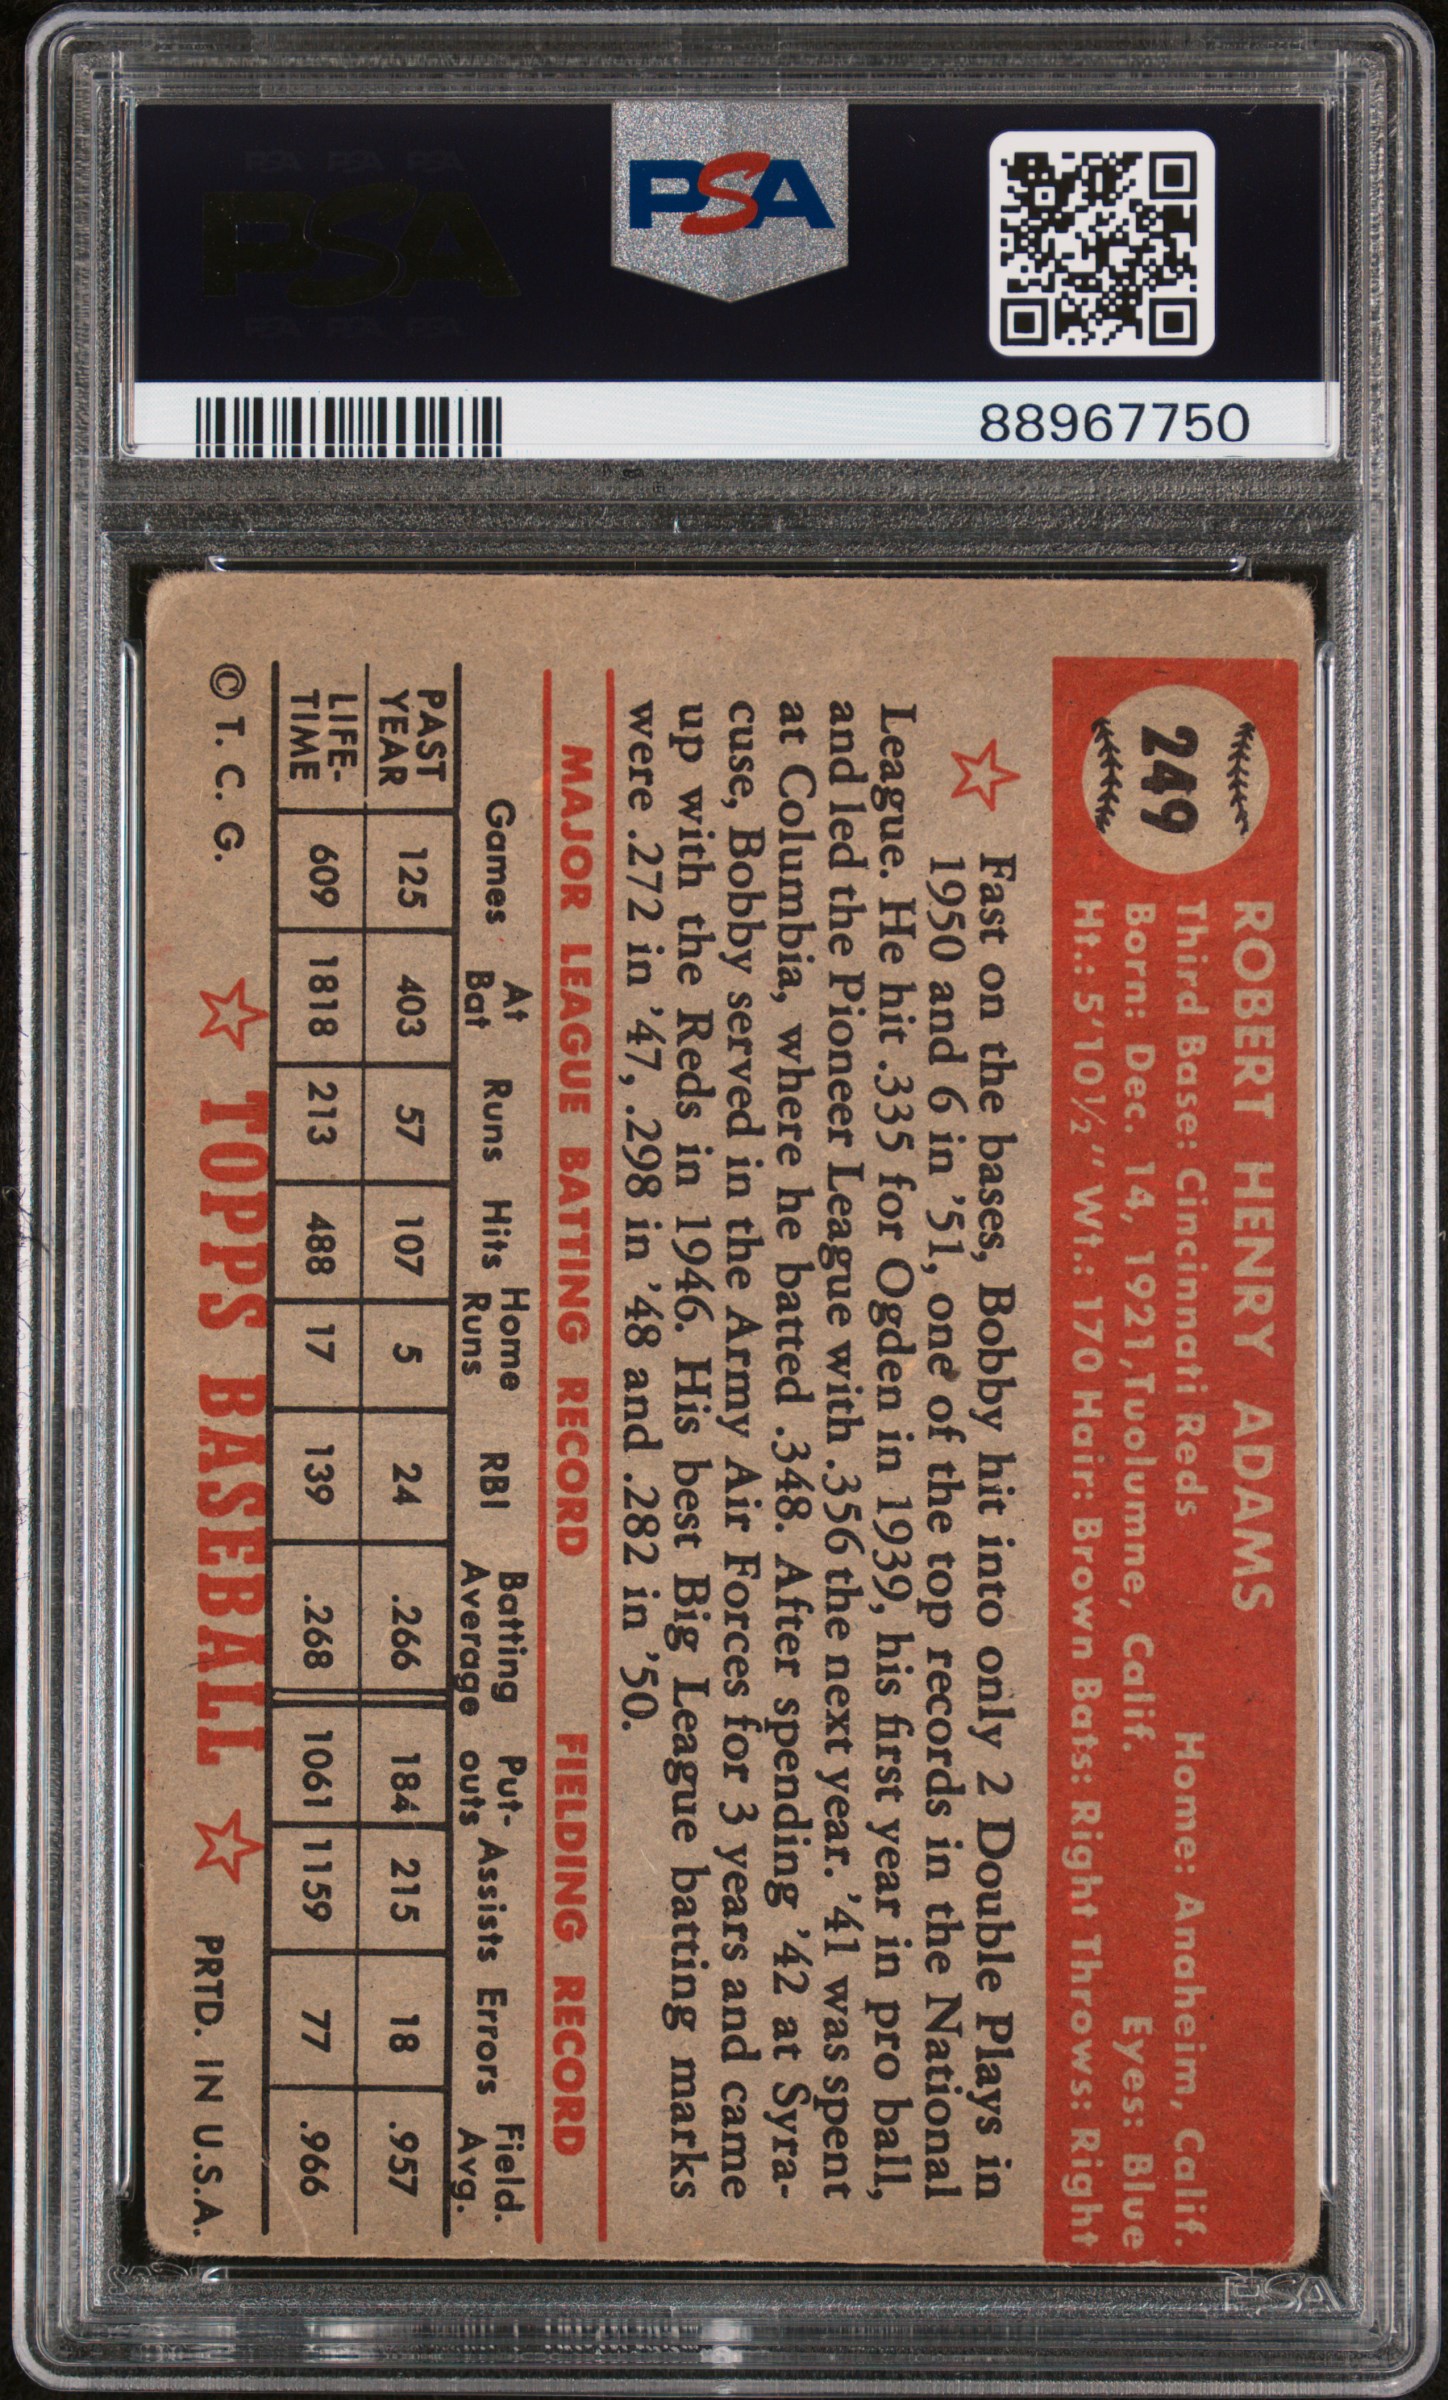 PSA PSA PSA
PSA
PSA PSA PSA
PSA
88967750
249
ROBERT HENRY ADAMS
Third Base: Cincinnati Reds Home: Anaheim, Calif.
Born: Dec. 14, 1921, Tuolumne, Calif. Eyes: Blue
Ht.: 5'10½" Wt.: 170 Hair: Brown Bats: Right Throws: Right
Fast on the bases, Bobby hit into only 2 Double Plays in
1950 and 6 in '51, one of the top records in the National
League. He hit .335 for Ogden in 1939, his first year in pro ball,
and led the Pioneer League with .356 the next year. '41 was spent
at Columbia, where he batted .348. After spending '42 at Syra-
cuse, Bobby served in the Army Air Forces for 3 years and came
up with the Reds in 1946. His best Big League batting marks
were .272 in '47, .298 in '48 and .282 in '50.
MAJOR LEAGUE BATTING RECORD FIELDING RECORD
Games At Bat Runs Hits Home Runs RBI Batting Average Put-outs Assists Errors Field. Avg.
PAST YEAR 125 403 57 107 5 24 .266 184 215 18 .957
LIFE-TIME 609 1818 213 488 17 139 .268 1061 1159 77 .966
© T. C. G. TOPPS BASEBALL PRTD. IN U.S.A.
PSA